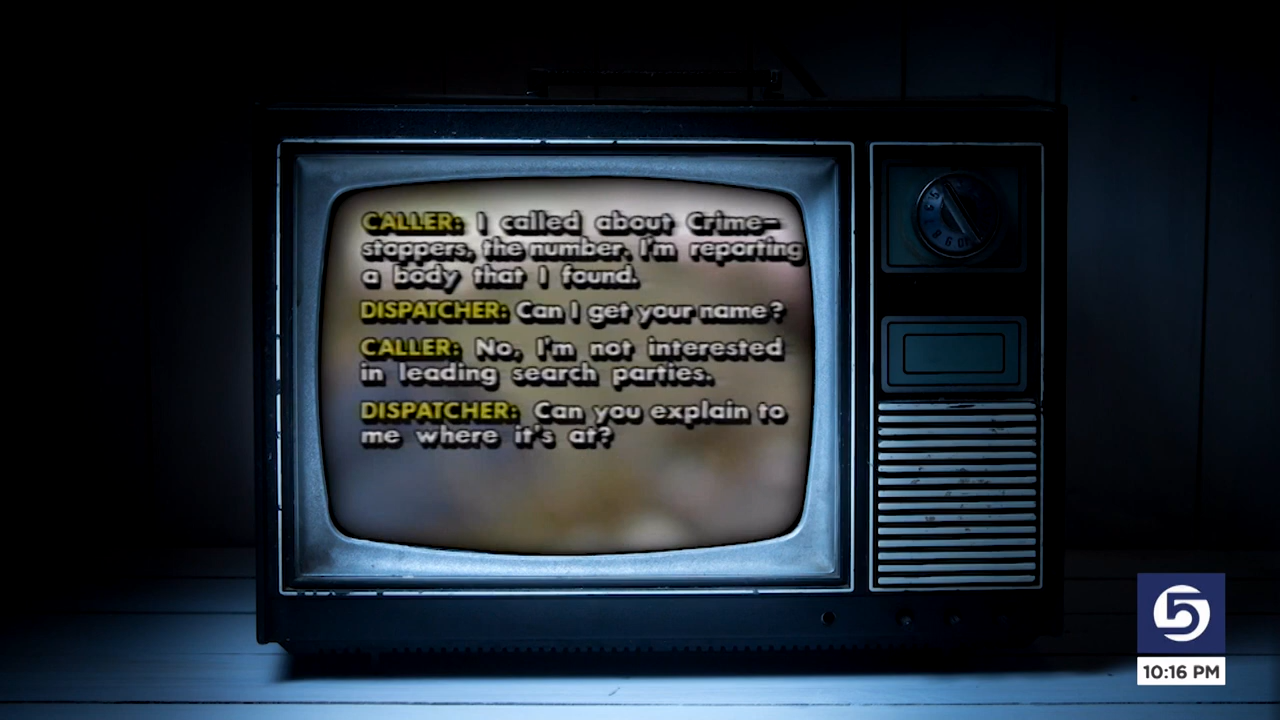 CALLER: I called about Crime-
stoppers, the number. I'm reporting
a body that I found.
DISPATCHER: Can I get your name?
CALLER: No, I'm not interested
in leading search parties.
DISPATCHER: Can you explain to
me where it's at?
5
10:16 PM